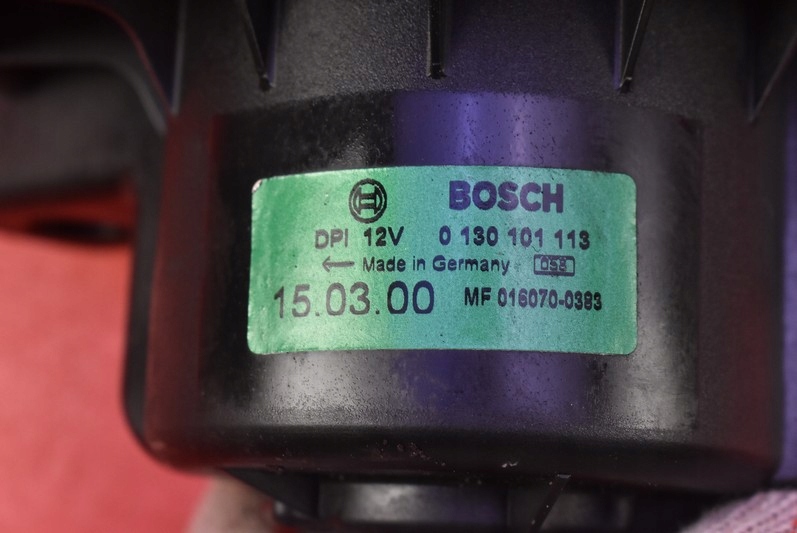 BOSCH
DPI 12V 0 130 101 113
← Made in Germany 058
15.03.00 MF 016070-0383